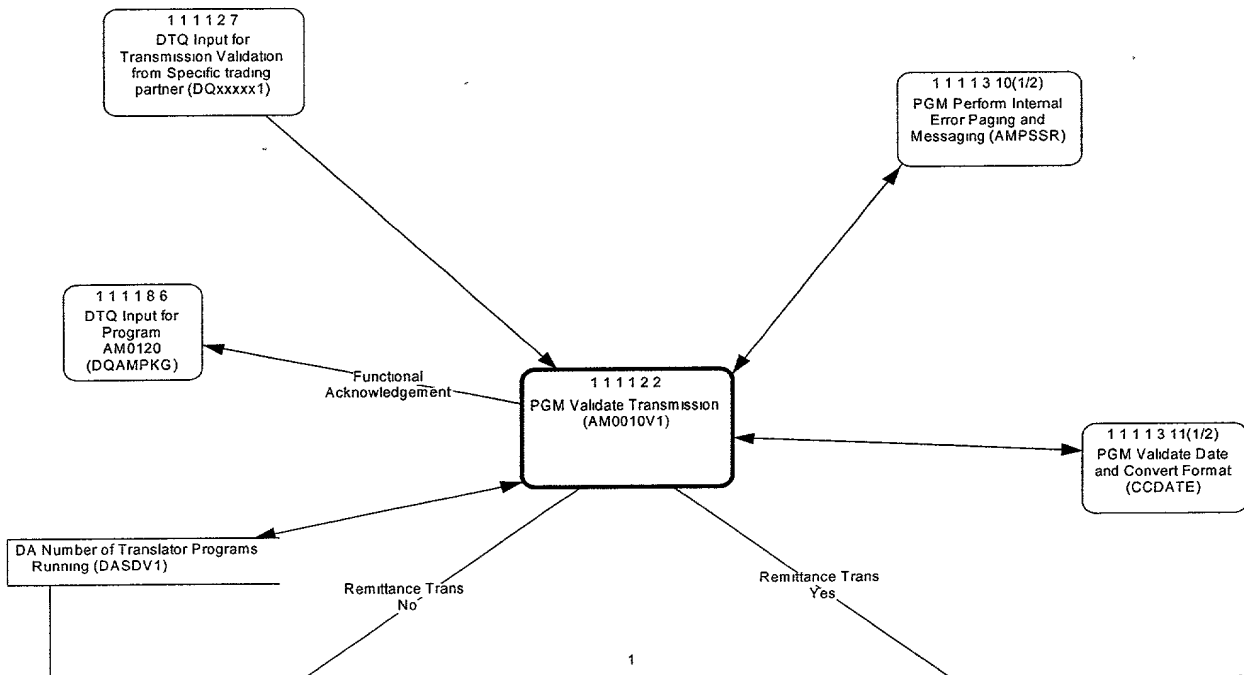 1 1 1 1 2 7
DTQ Input for
Transmission Validation
from Specific trading
partner (DQxxxxx1)
1 1 1 1 3 10(1/2)
PGM Perform Internal
Error Paging and
Messaging (AMPSSR)
1 1 1 1 8 6
DTQ Input for
Program
AM0120
(DQAMPKG)
Functional
Acknowledgement
1 1 1 1 2 2
PGM Validate Transmission
(AM0010V1)
1 1 1 1 3 11(1/2)
PGM Validate Date
and Convert Format
(CCDATE)
DA Number of Translator Programs
Running (DASDV1)
Remittance Trans
No
Remittance Trans
Yes
1